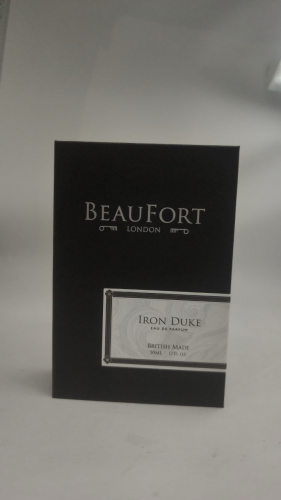 BEAUFORT
LONDON
IRON DUKE
EAU DE PARFUM
BRITISH MADE